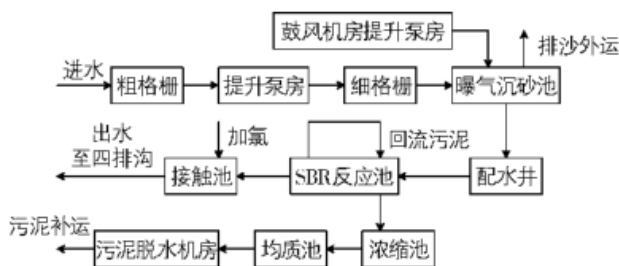 鼓风机房提升泵房
排沙外运
进水
粗格栅
提升泵房
细格栅
曝气沉砂池
出水
至四排沟
加氯
回流污泥
接触池
SBR反应池
配水井
污泥补运
污泥脱水机房
均质池
浓缩池